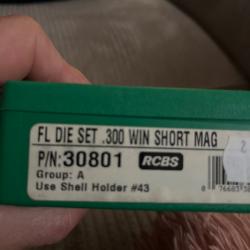 FL DIE SET .300 WIN SHORT MAG
P/N: 30801 RCBS
Group: A
Use Shell Holder #43